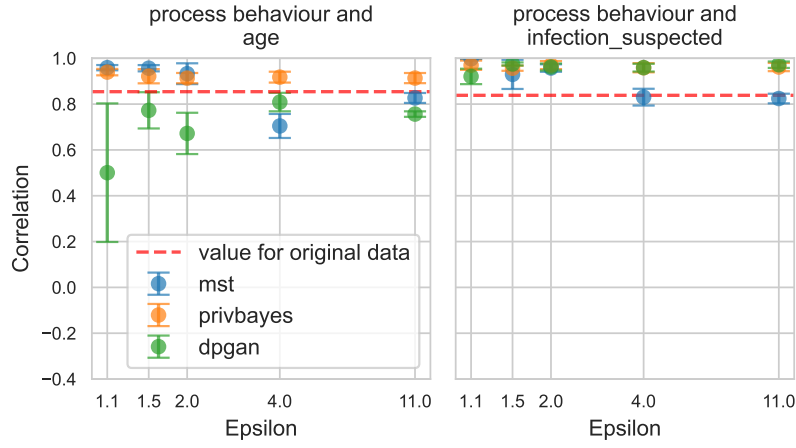 process behaviour and
age
process behaviour and
infection_suspected
Correlation
1.0
0.8
0.6
0.4
0.2
0.0
−0.2
−0.4
value for original data
mst
privbayes
dpgan
1.1 1.5 2.0 4.0 11.0
Epsilon
1.1 1.5 2.0 4.0 11.0
Epsilon